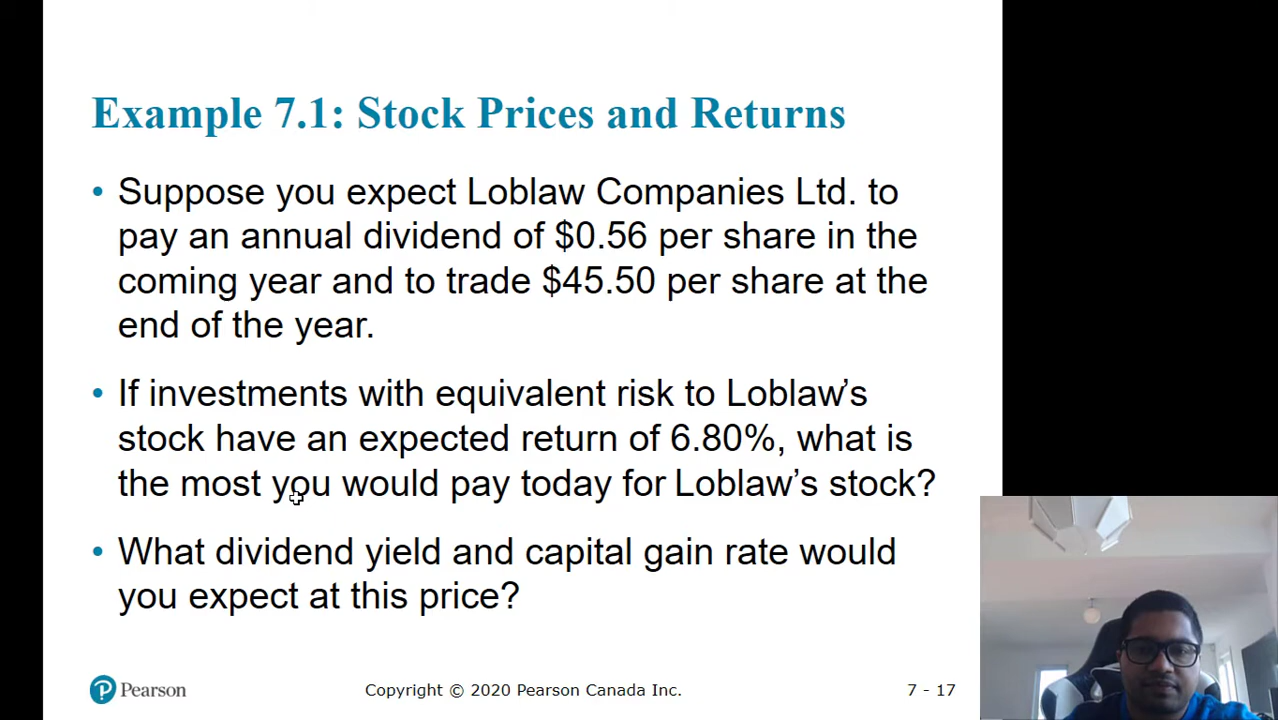 Example 7.1: Stock Prices and Returns
• Suppose you expect Loblaw Companies Ltd. to
pay an annual dividend of $0.56 per share in the
coming year and to trade $45.50 per share at the
end of the year.
• If investments with equivalent risk to Loblaw’s
stock have an expected return of 6.80%, what is
the most you would pay today for Loblaw’s stock?
• What dividend yield and capital gain rate would
you expect at this price?
Pearson
Copyright © 2020 Pearson Canada Inc.
7 - 17